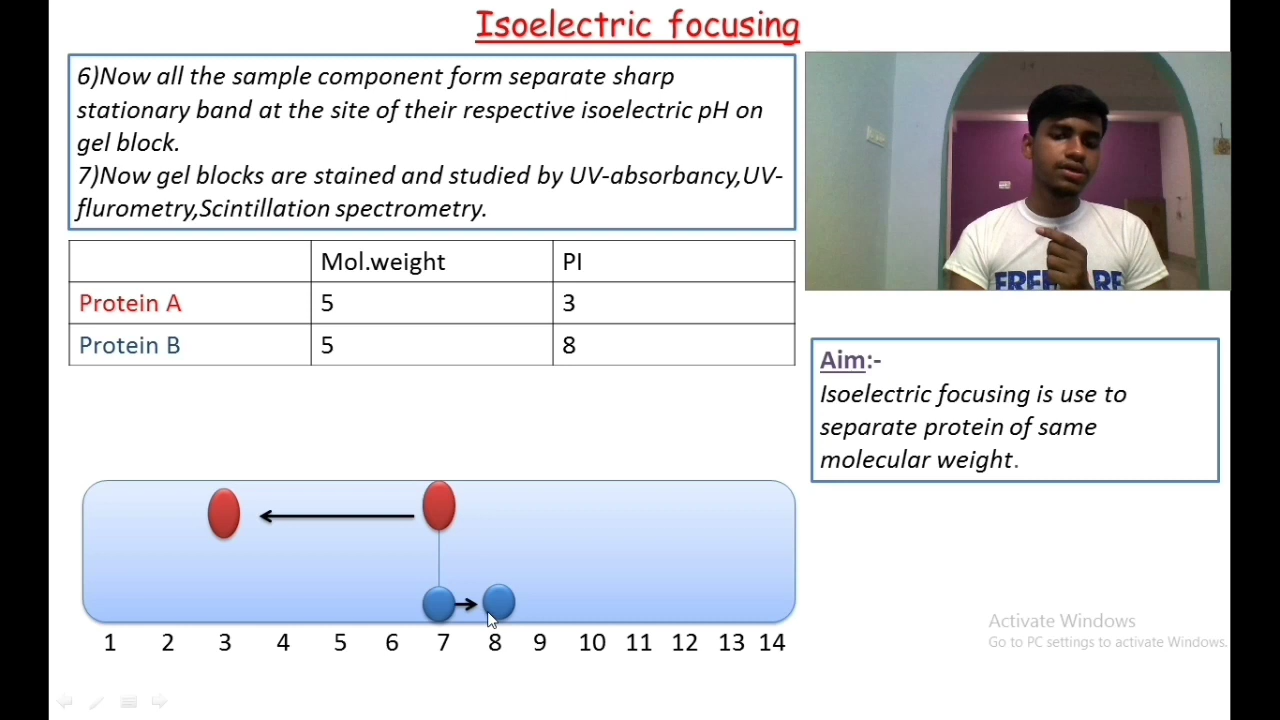 Isoelectric focusing
6)Now all the sample component form separate sharp
stationary band at the site of their respective isoelectric pH on
gel block.
7)Now gel blocks are stained and studied by UV-absorbancy,UV-
flurometry,Scintillation spectrometry.
Mol.weight PI
Protein A 5 3
Protein B 5 8
Aim:-
Isoelectric focusing is use to
separate protein of same
molecular weight.
1 2 3 4 5 6 7 8 9 10 11 12 13 14
Activate Windows
Go to PC settings to activate Windows.